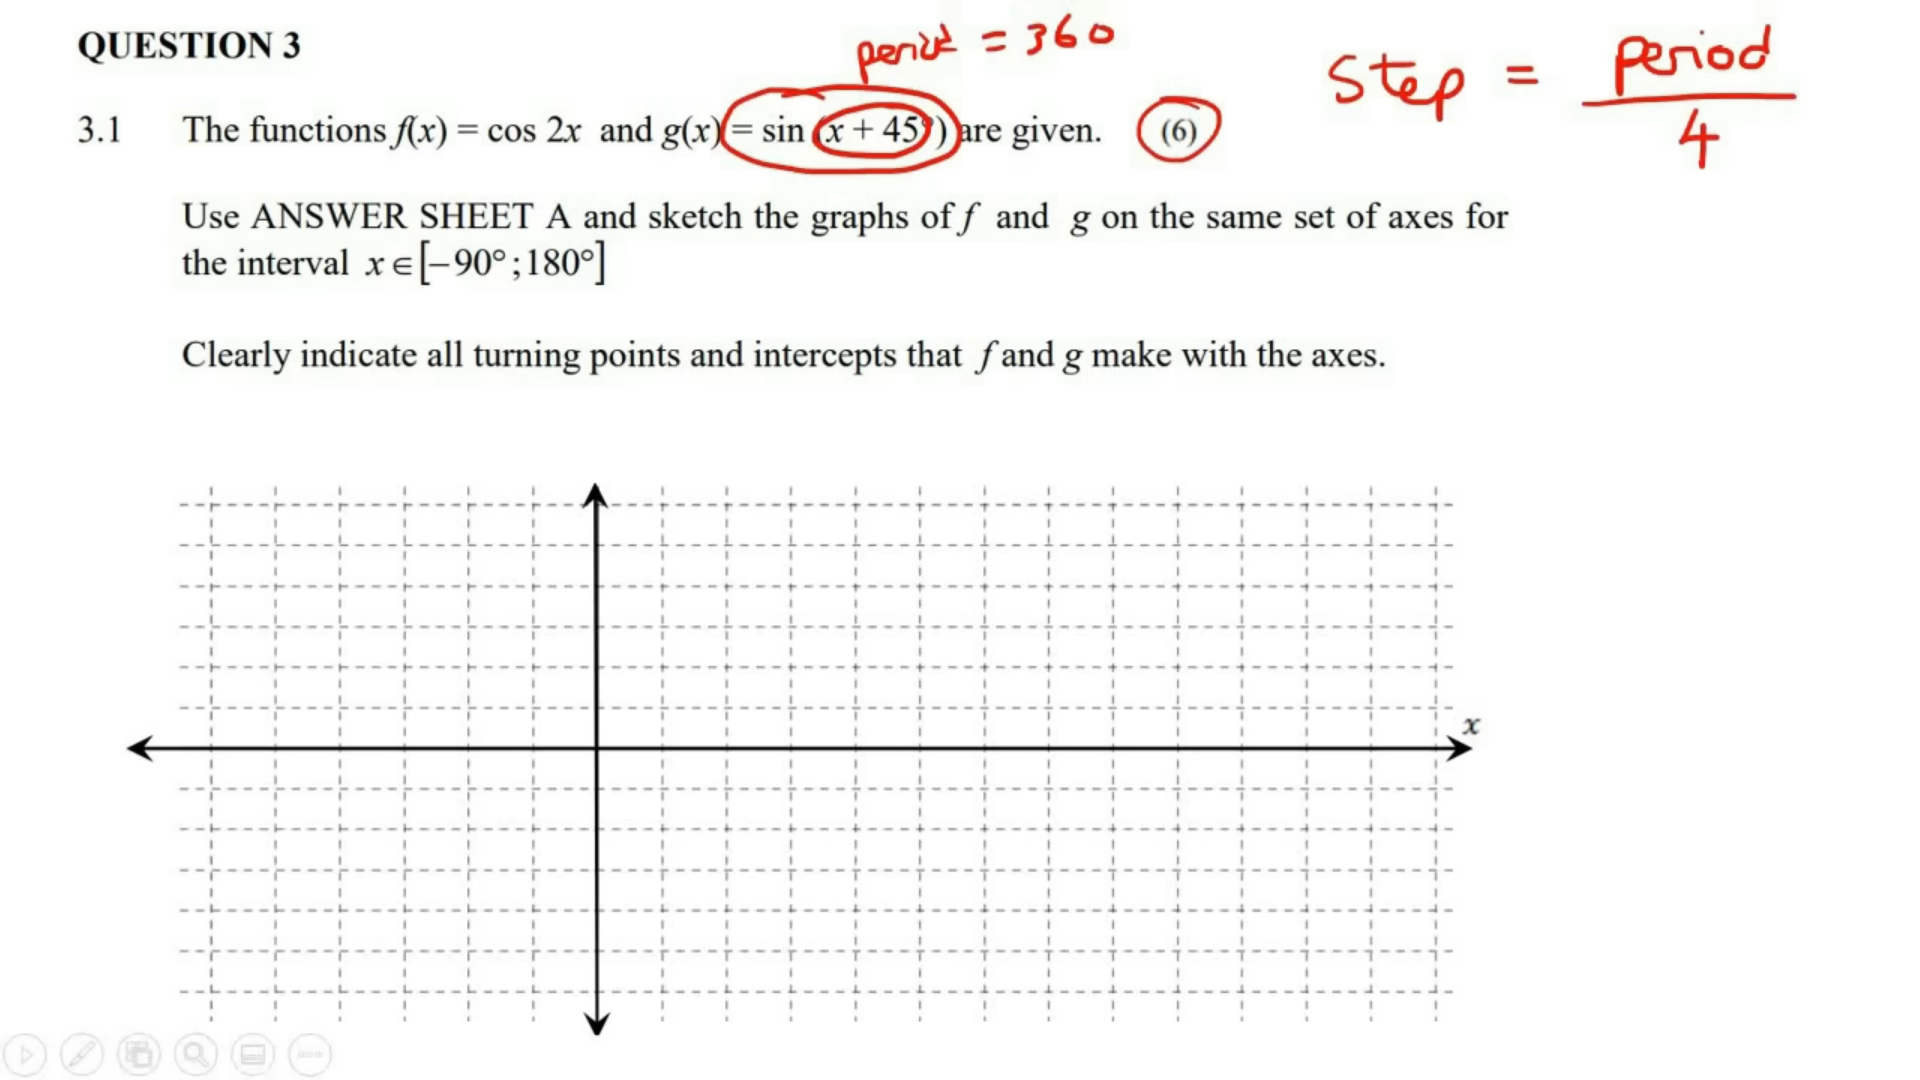 QUESTION 3
period = 360
Step = period / 4
3.1 The functions f(x) = cos 2x and g(x) = sin (x + 45°) are given. (6)
Use ANSWER SHEET A and sketch the graphs of f and g on the same set of axes for
the interval x ∈ [−90° ; 180°]
Clearly indicate all turning points and intercepts that f and g make with the axes.
x